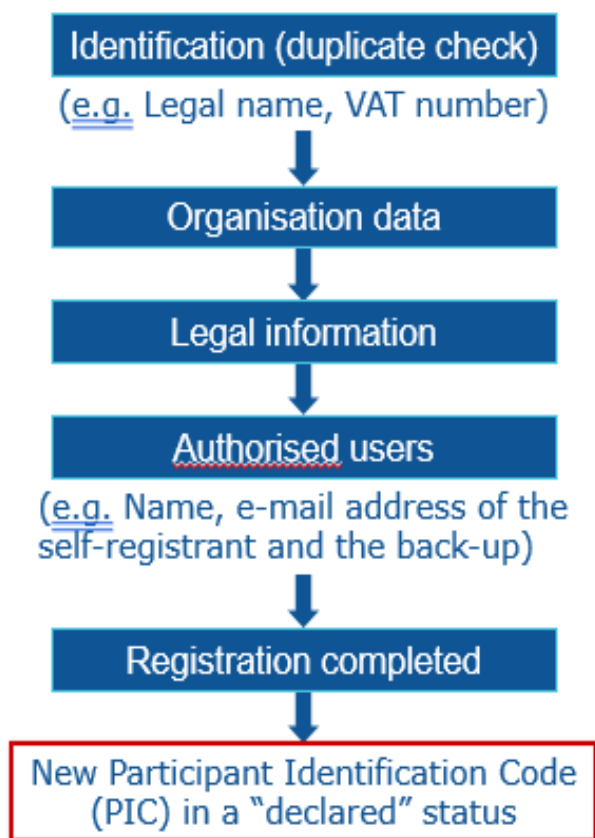 Identification (duplicate check)
(e.g. Legal name, VAT number)
Organisation data
Legal information
Authorised users
(e.g. Name, e-mail address of the
self-registrant and the back-up)
Registration completed
New Participant Identification Code
(PIC) in a “declared” status